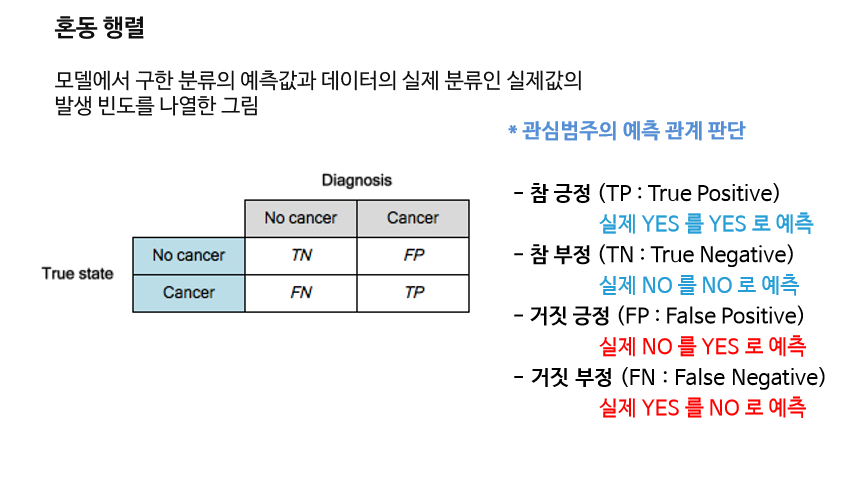 혼동 행렬
모델에서 구한 분류의 예측값과 데이터의 실제 분류인 실제값의
발생 빈도를 나열한 그림
* 관심범주의 예측 관계 판단
Diagnosis
No cancer Cancer
True state
No cancer TN FP
Cancer FN TP
- 참 긍정 (TP : True Positive)
실제 YES 를 YES 로 예측
- 참 부정 (TN : True Negative)
실제 NO 를 NO 로 예측
- 거짓 긍정 (FP : False Positive)
실제 NO 를 YES 로 예측
- 거짓 부정 (FN : False Negative)
실제 YES 를 NO 로 예측